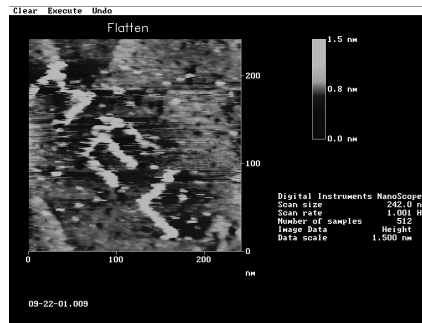 Clear Execute Undo
Flatten
1.5 nM
0.8 nM
0.0 nM
200
100
0
0 100 200
nM
Digital Instruments NanoScope
Scan size 242.0 n
Scan rate 1.001 H
Number of samples 512
Image Data Height
Data scale 1.500 nM
09-22-01.009